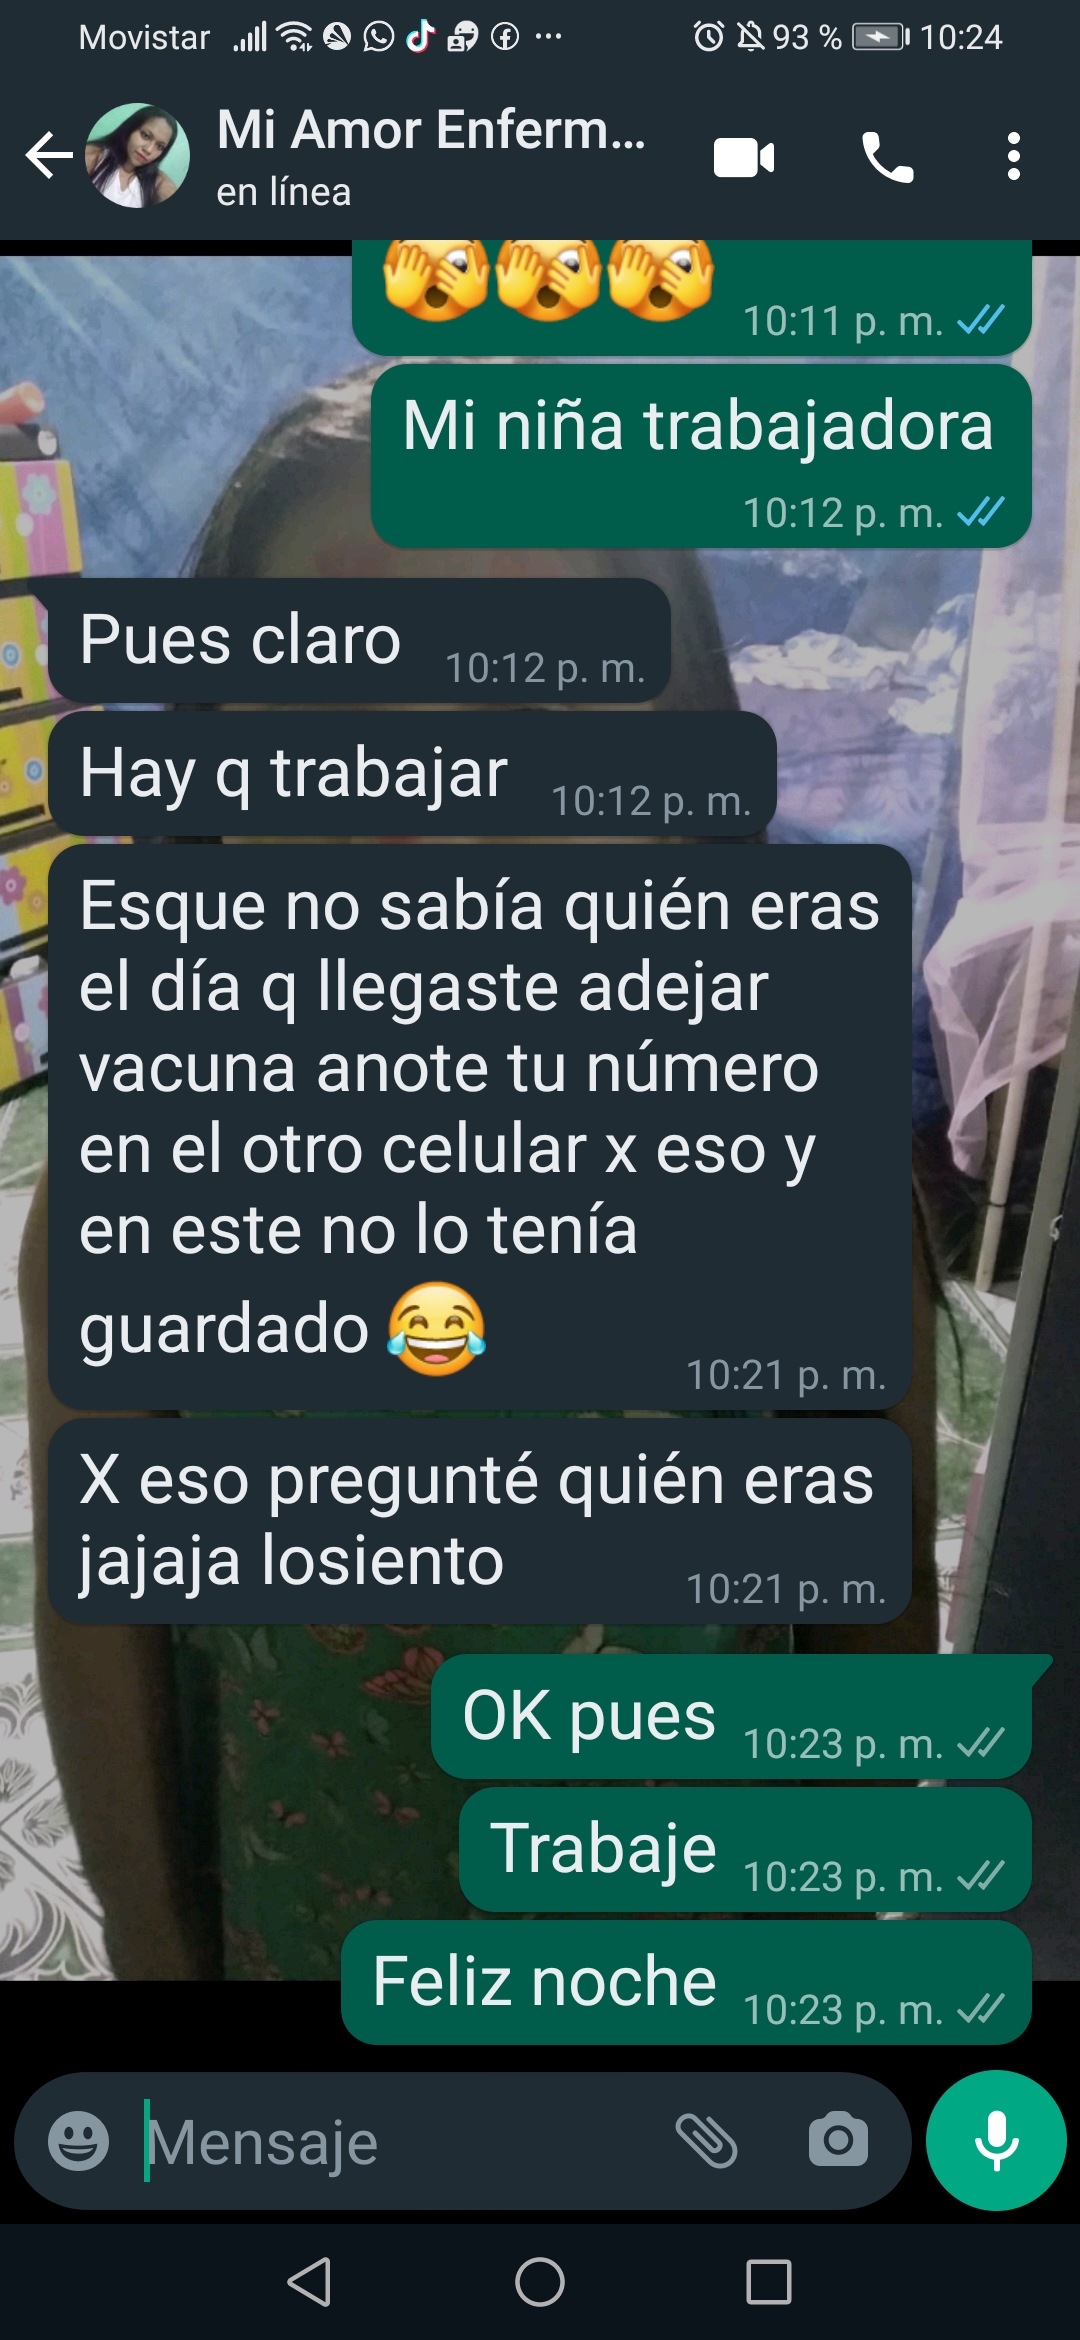 Movistar 93 % 10:24
Mi Amor Enferm...
en línea
10:11 p. m.
Mi niña trabajadora
10:12 p. m.
Pues claro 10:12 p. m.
Hay q trabajar 10:12 p. m.
Esque no sabía quién eras
el día q llegaste adejar
vacuna anote tu número
en el otro celular x eso y
en este no lo tenía
guardado 😂
10:21 p. m.
X eso pregunté quién eras
jajaja losiento
10:21 p. m.
OK pues 10:23 p. m.
Trabaje 10:23 p. m.
Feliz noche 10:23 p. m.
Mensaje